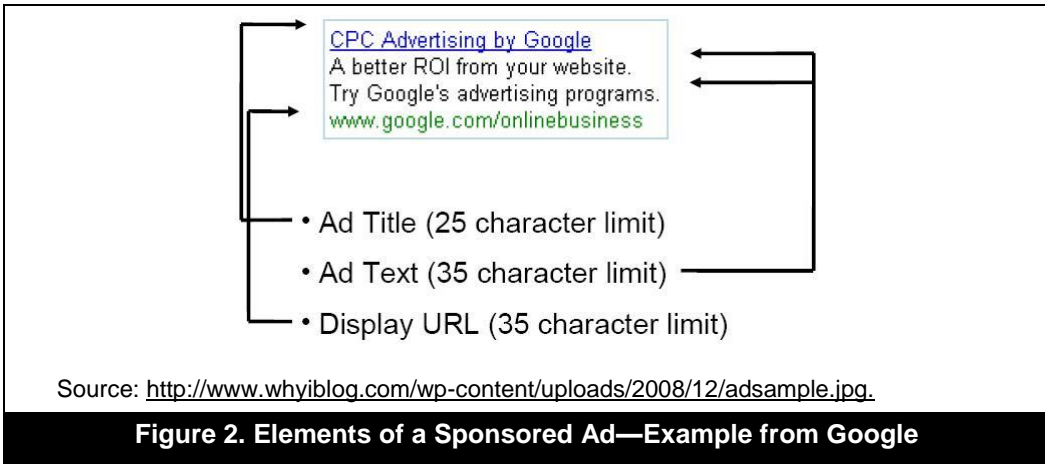 CPC Advertising by Google
A better ROI from your website.
Try Google's advertising programs.
www.google.com/onlinebusiness
• Ad Title (25 character limit)
• Ad Text (35 character limit)
• Display URL (35 character limit)
Source: http://www.whyiblog.com/wp-content/uploads/2008/12/adsample.jpg.
Figure 2. Elements of a Sponsored Ad—Example from Google